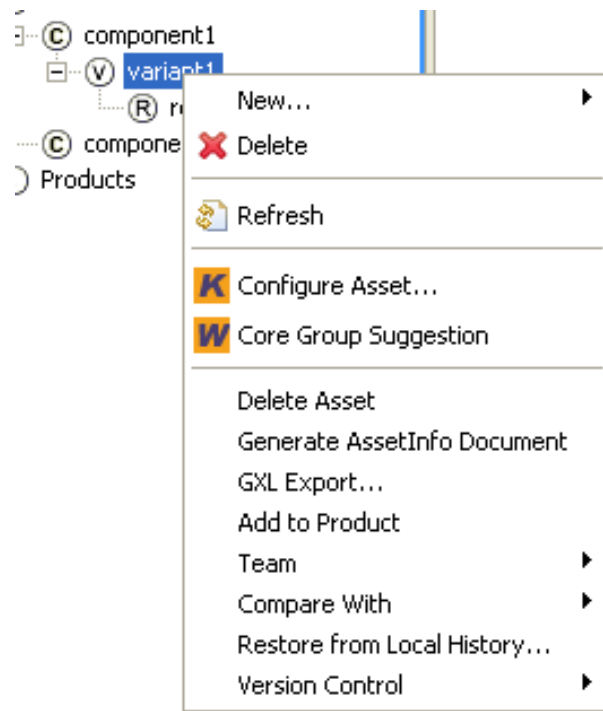 C component1
V variant1
R
C
Products
New...
Delete
Refresh
K Configure Asset...
W Core Group Suggestion
Delete Asset
Generate AssetInfo Document
GXL Export...
Add to Product
Team
Compare With
Restore from Local History...
Version Control